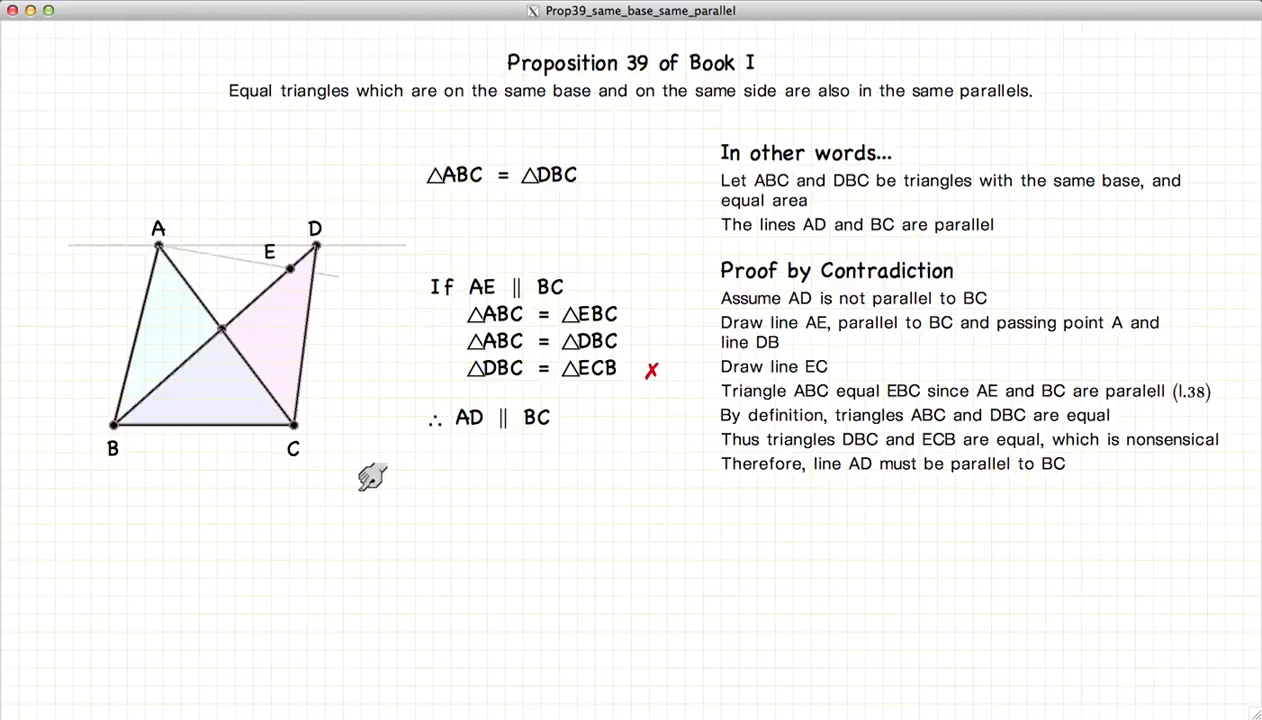 Prop39_same_base_same_parallel
Proposition 39 of Book I
Equal triangles which are on the same base and on the same side are also in the same parallels.
△ABC = △DBC
A
D
E
B
C
If AE || BC
△ABC = △EBC
△ABC = △DBC
△DBC = △ECB ✗
∴ AD || BC
In other words...
Let ABC and DBC be triangles with the same base, and
equal area
The lines AD and BC are parallel
Proof by Contradiction
Assume AD is not parallel to BC
Draw line AE, parallel to BC and passing point A and
line DB
Draw line EC
Triangle ABC equal EBC since AE and BC are paralell (I.38)
By definition, triangles ABC and DBC are equal
Thus triangles DBC and ECB are equal, which is nonsensical
Therefore, line AD must be parallel to BC